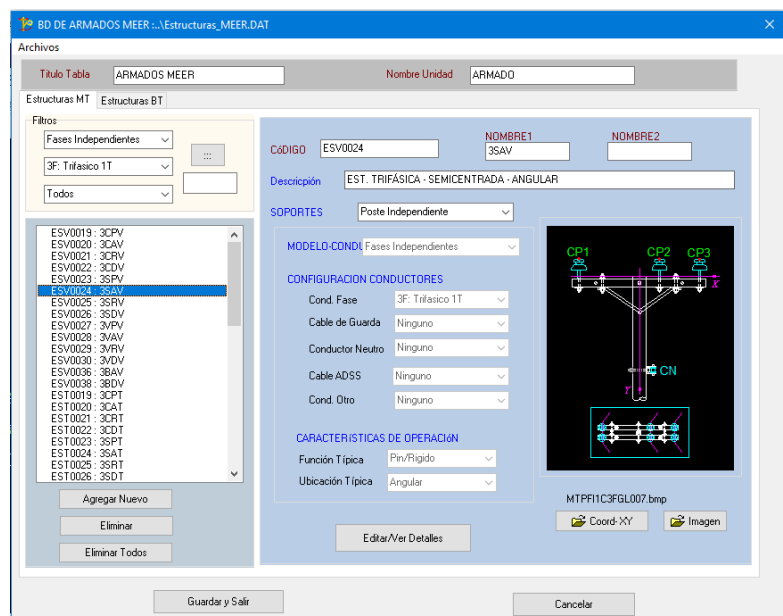 BD DE ARMADOS MEER :..\Estructuras_MEER.DAT
Archivos
Titulo Tabla ARMADOS MEER Nombre Unidad ARMADO
Estructuras MT Estructuras BT
Filtros
Fases Independientes
3F: Trifasico 1T :::
Todos
ESV0019 : 3CPV
ESV0020 : 3CAV
ESV0021 : 3CRV
ESV0022 : 3CDV
ESV0023 : 3SPV
ESV0024 : 3SAV
ESV0025 : 3SRV
ESV0026 : 3SDV
ESV0027 : 3VPV
ESV0028 : 3VAV
ESV0029 : 3VRV
ESV0030 : 3VDV
ESV0036 : 3BAV
ESV0038 : 3BDV
EST0019 : 3CPT
EST0020 : 3CAT
EST0021 : 3CRT
EST0022 : 3CDT
EST0023 : 3SPT
EST0024 : 3SAT
EST0025 : 3SRT
EST0026 : 3SDT
Agregar Nuevo
Eliminar
Eliminar Todos
CóDIGO ESV0024 NOMBRE1 3SAV NOMBRE2
Descricpión EST. TRIFÁSICA - SEMICENTRADA - ANGULAR
SOPORTES Poste Independiente
MODELO-CONDU Fases Independientes
CONFIGURACION CONDUCTORES
Cond. Fase 3F: Trifasico 1T
Cable de Guarda Ninguno
Conductor Neutro Ninguno
Cable ADSS Ninguno
Cond. Otro Ninguno
CARACTERíSTICAS DE OPERACIóN
Función Típica Pin/Rigido
Ubicación Típica Angular
Editar/Ver Detalles
CP1 CP2 CP3
X
CN
Y
MTPFI1C3FGL007.bmp
Coord-XY Imagen
Guardar y Salir Cancelar